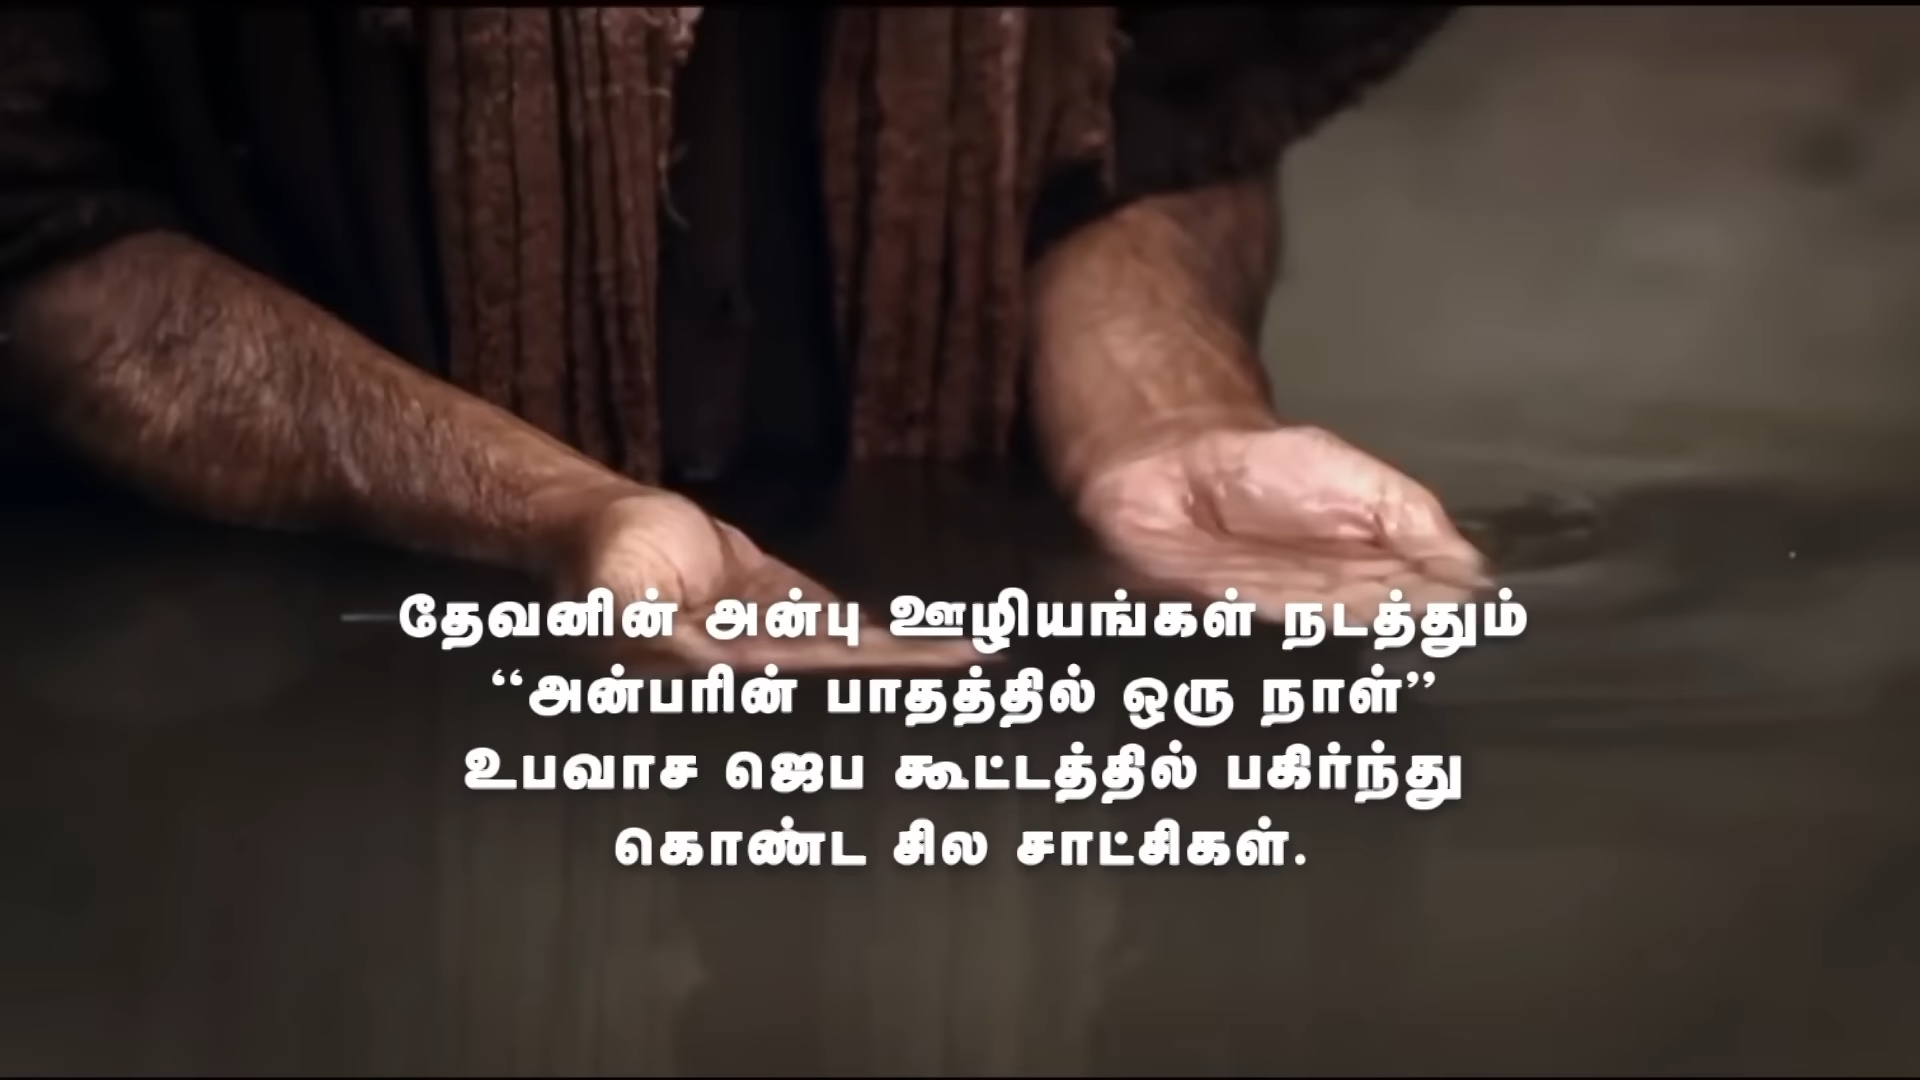 தேவனின் அன்பு ஊழியங்கள் நடத்தும்
“அன்பரின் பாதத்தில் ஒரு நாள்”
உபவாச ஜெப கூட்டத்தில் பகிர்ந்து
கொண்ட சில சாட்சிகள்.